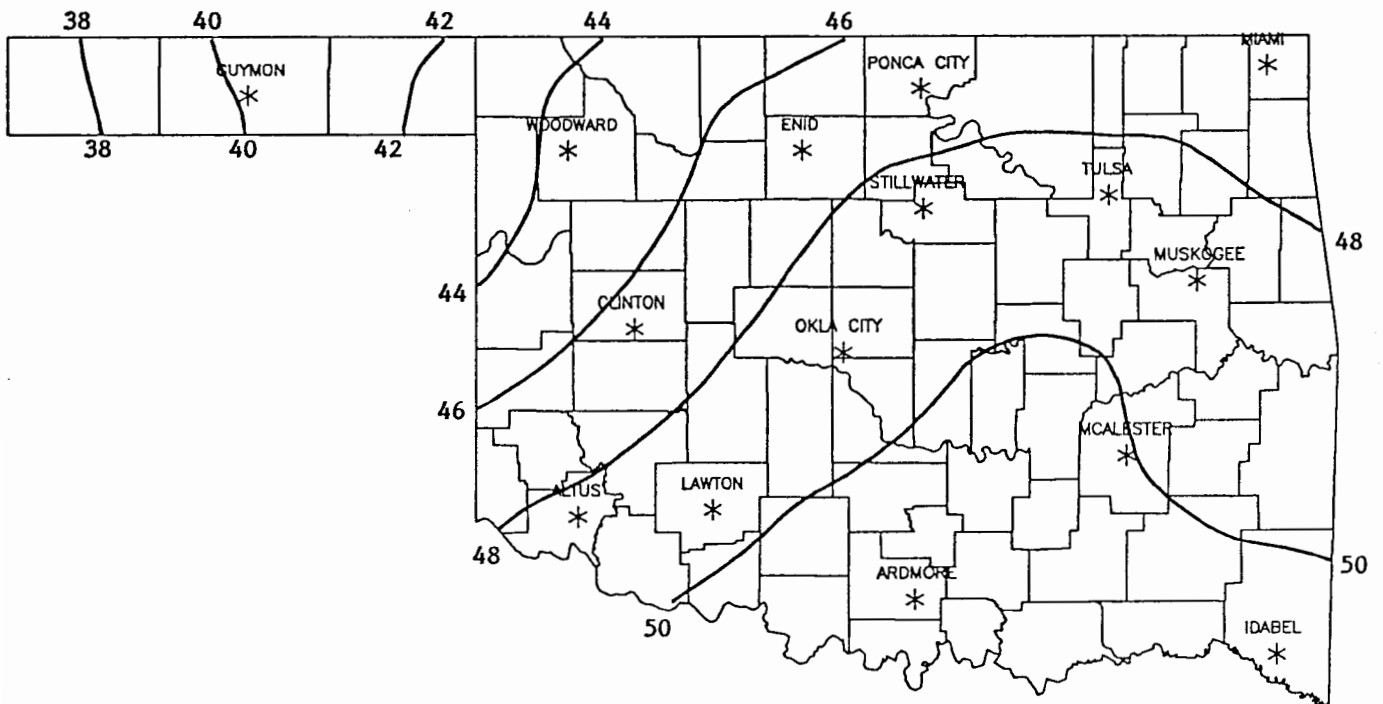 38 40 42 44 46
MIAMI
GUYMON
PONCA CITY
WOODWARD
ENID
38 40 42
TULSA
STILLWATER
48
MUSKOGEE
44
CLINTON
OKLA CITY
46
MCALESTER
LAWTON
ALTUS
48
50
ARDMORE
50
IDABEL